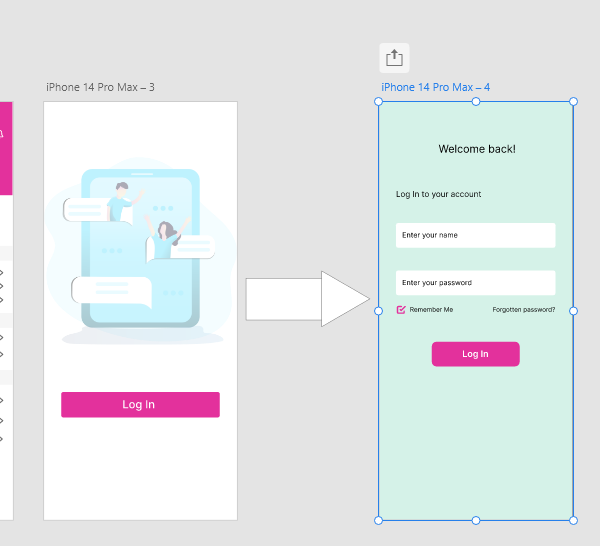 iPhone 14 Pro Max – 3
Log In
iPhone 14 Pro Max – 4
Welcome back!
Log In to your account
Enter your name
Enter your password
Remember Me
Forgotten password?
Log In